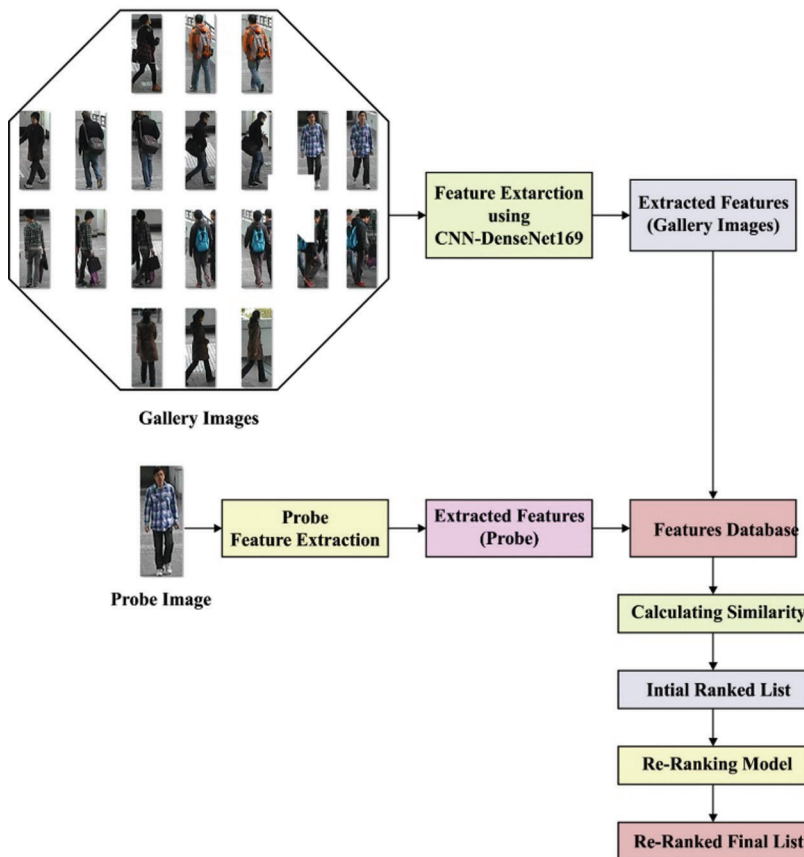 Feature Extarction
using
CNN-DenseNet169
Extracted Features
(Gallery Images)
Gallery Images
Probe
Feature Extraction
Extracted Features
(Probe)
Features Database
Probe Image
Calculating Similarity
Intial Ranked List
Re-Ranking Model
Re-Ranked Final List